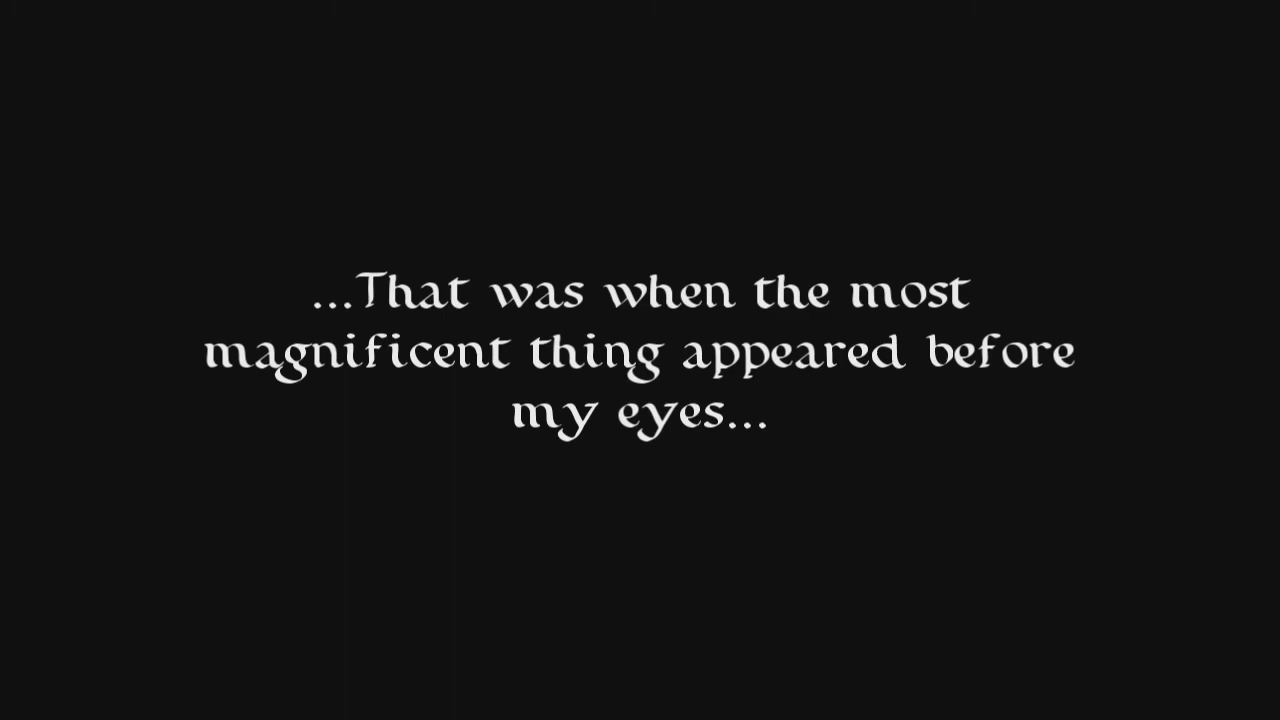 ...That was when the most
magnificent thing appeared before
my eyes...